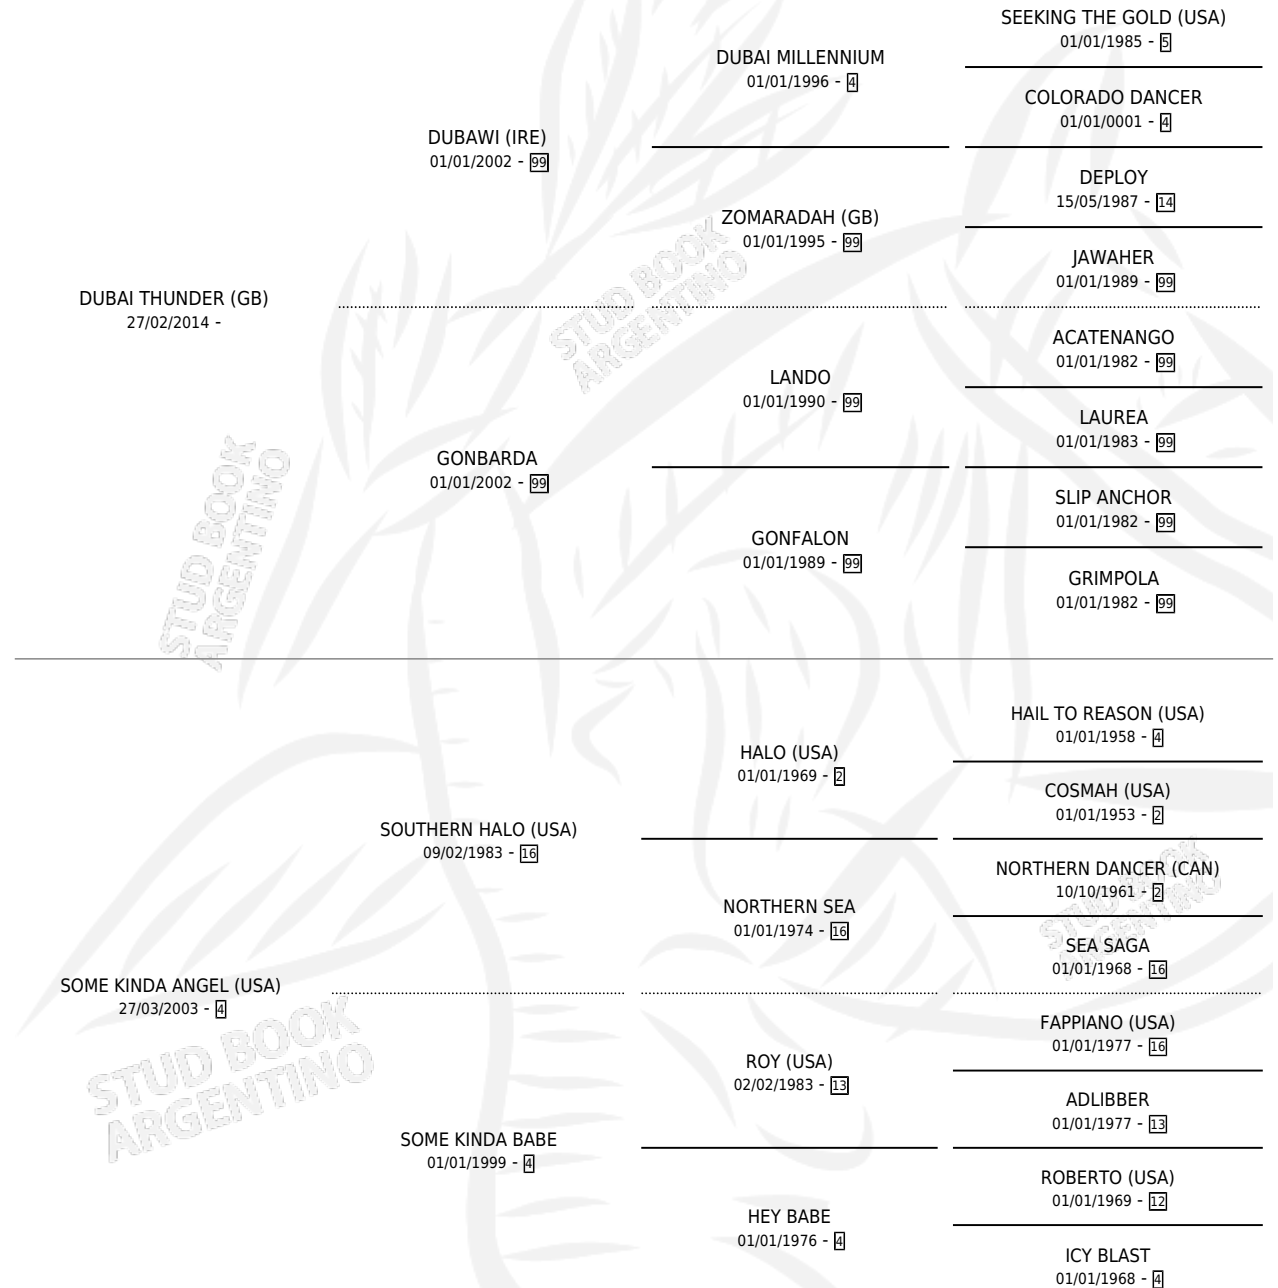 SEEKING THE GOLD (USA)
01/01/1985 - 5
DUBAI MILLENNIUM
01/01/1996 - 4
COLORADO DANCER
01/01/0001 - 4
DUBAWI (IRE)
01/01/2002 - 99
DEPLOY
15/05/1987 - 14
ZOMARADAH (GB)
01/01/1995 - 99
JAWAHER
01/01/1989 - 99
DUBAI THUNDER (GB)
27/02/2014 -
ACATENANGO
01/01/1982 - 99
LANDO
01/01/1990 - 99
LAUREA
01/01/1983 - 99
GONBARDA
01/01/2002 - 99
SLIP ANCHOR
01/01/1982 - 99
GONFALON
01/01/1989 - 99
GRIMPOLA
01/01/1982 - 99
STUD BOOK
ARGENTINO
STUD BOOK
ARGENTINO
HAIL TO REASON (USA)
01/01/1958 - 4
HALO (USA)
01/01/1969 - 2
COSMAH (USA)
01/01/1953 - 2
SOUTHERN HALO (USA)
09/02/1983 - 16
NORTHERN DANCER (CAN)
10/10/1961 - 2
NORTHERN SEA
01/01/1974 - 16
SEA SAGA
01/01/1968 - 16
STUD BOOK
ARGENTINO
SOME KINDA ANGEL (USA)
27/03/2003 - 4
FAPPIANO (USA)
01/01/1977 - 16
ROY (USA)
02/02/1983 - 13
ADLIBBER
01/01/1977 - 13
SOME KINDA BABE
01/01/1999 - 4
ROBERTO (USA)
01/01/1969 - 12
HEY BABE
01/01/1976 - 4
ICY BLAST
01/01/1968 - 4
STUD BOOK
ARGENTINO